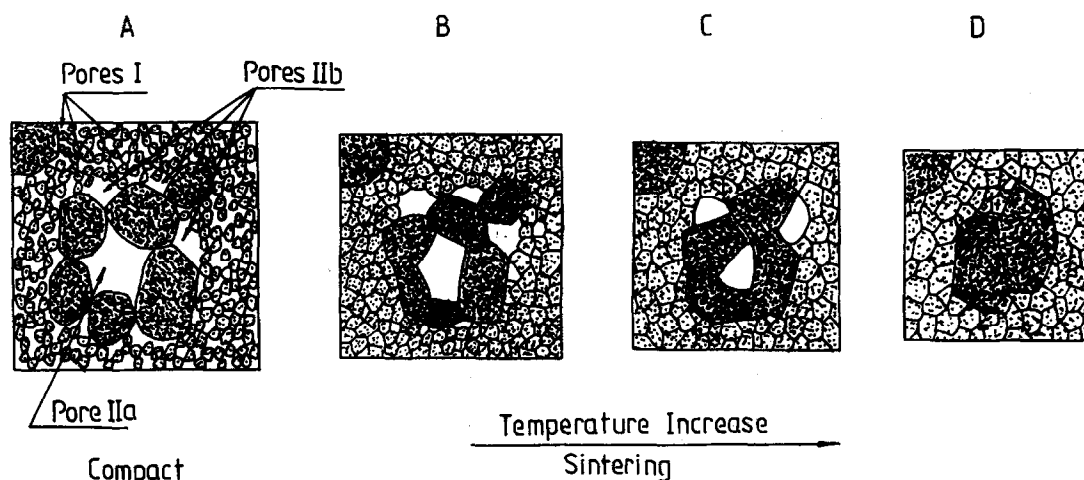 A
B
C
D
Pores I
Pores IIb
Pore IIa
Compact
Temperature Increase
Sintering